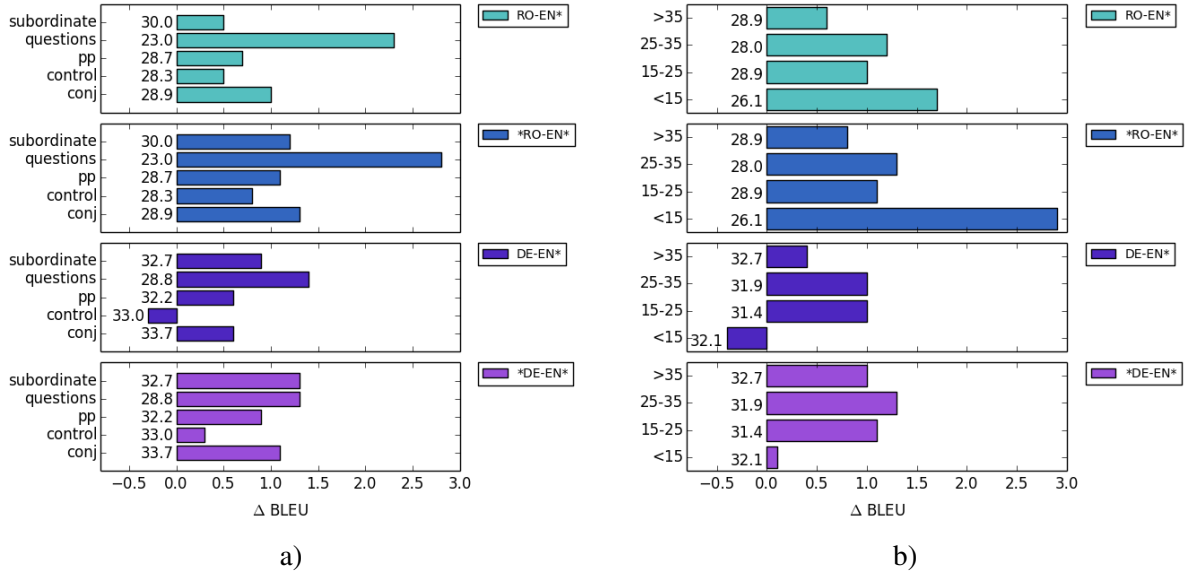 subordinate 30.0
questions 23.0
pp 28.7
control 28.3
conj 28.9
RO-EN*
subordinate 30.0
questions 23.0
pp 28.7
control 28.3
conj 28.9
*RO-EN*
subordinate 32.7
questions 28.8
pp 32.2
control 33.0
conj 33.7
DE-EN*
subordinate 32.7
questions 28.8
pp 32.2
control 33.0
conj 33.7
*DE-EN*
−0.5 0.0 0.5 1.0 1.5 2.0 2.5 3.0
Δ BLEU
a)
>35 28.9
25-35 28.0
15-25 28.9
<15 26.1
RO-EN*
>35 28.9
25-35 28.0
15-25 28.9
<15 26.1
*RO-EN*
>35 32.7
25-35 31.9
15-25 31.4
<15 32.1
DE-EN*
>35 32.7
25-35 31.9
15-25 31.4
<15 32.1
*DE-EN*
−0.5 0.0 0.5 1.0 1.5 2.0 2.5 3.0
Δ BLEU
b)